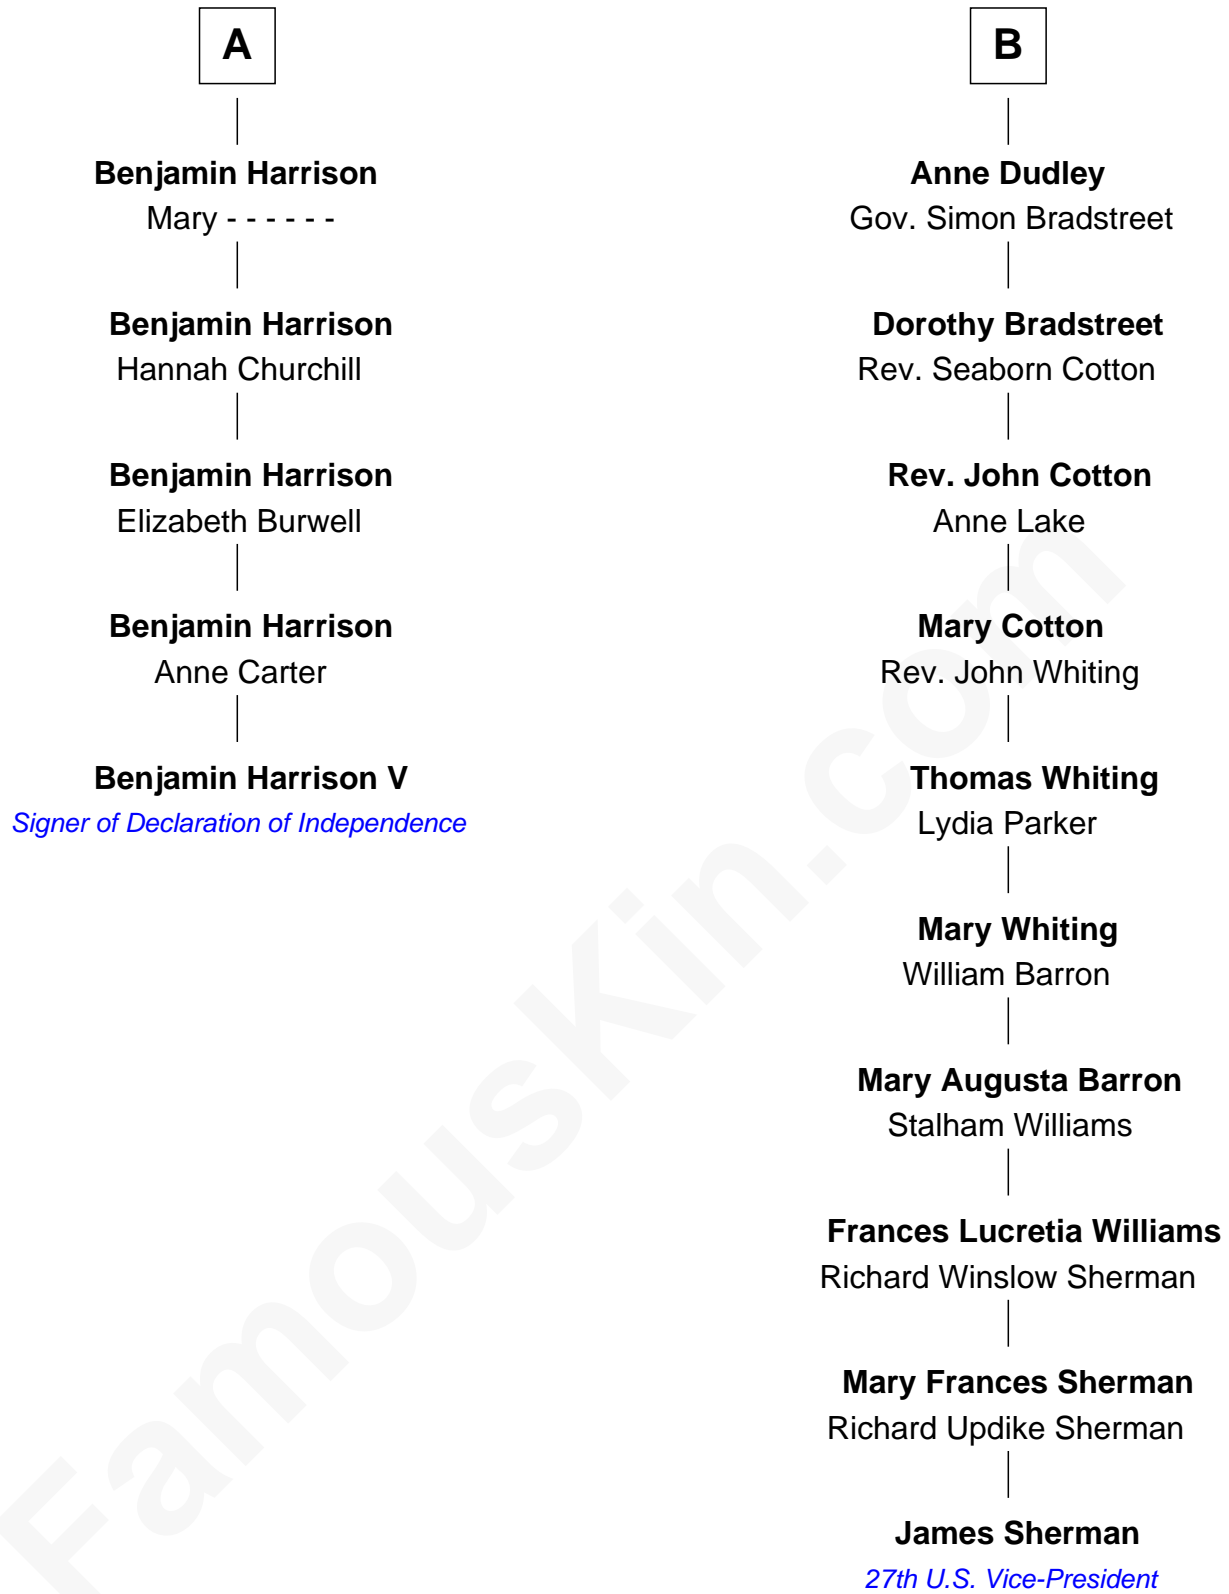 A
Benjamin Harrison
Mary - - - - - -
Benjamin Harrison
Hannah Churchill
Benjamin Harrison
Elizabeth Burwell
Benjamin Harrison
Anne Carter
Benjamin Harrison V
Signer of Declaration of Independence
B
Anne Dudley
Gov. Simon Bradstreet
Dorothy Bradstreet
Rev. Seaborn Cotton
Rev. John Cotton
Anne Lake
Mary Cotton
Rev. John Whiting
Thomas Whiting
Lydia Parker
Mary Whiting
William Barron
Mary Augusta Barron
Stalham Williams
Frances Lucretia Williams
Richard Winslow Sherman
Mary Frances Sherman
Richard Updike Sherman
James Sherman
27th U.S. Vice-President
FamousKin.com